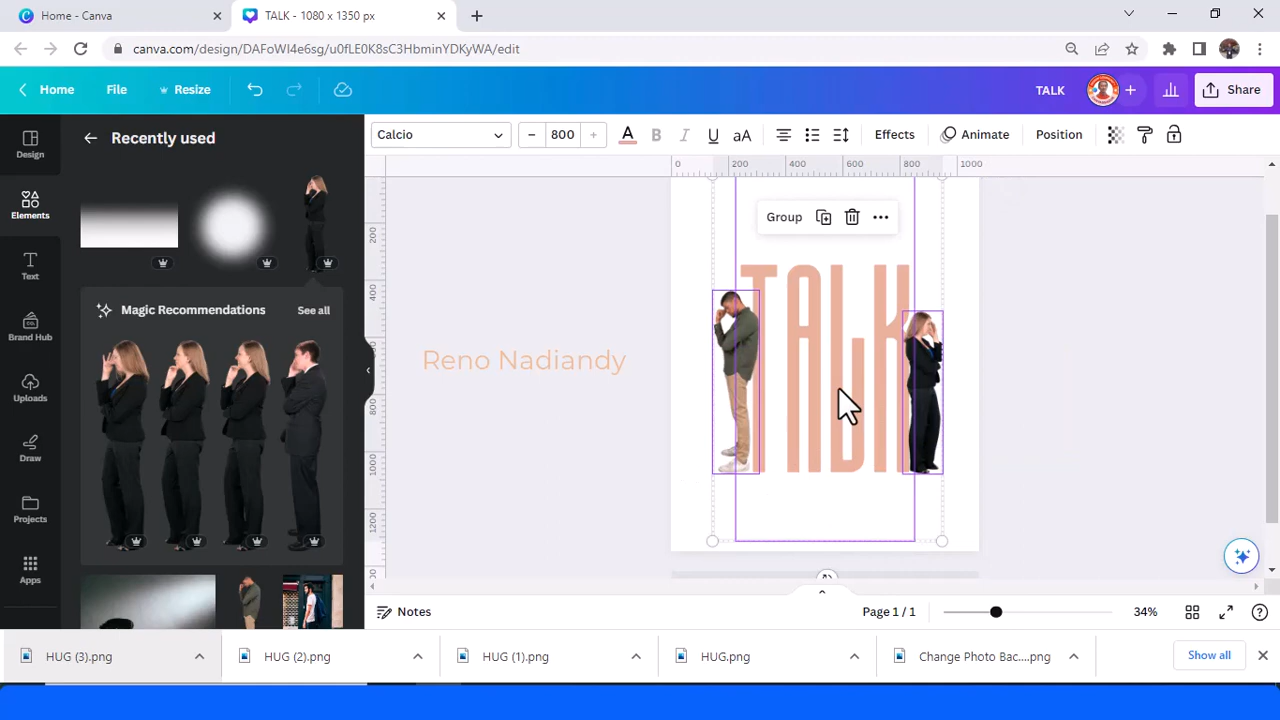 Home - Canva
TALK - 1080 x 1350 px
canva.com/design/DAFoWI4e6sg/u0fLE0K8sC3HbminYDKyWA/edit
Home
File
Resize
TALK
Share
Design
Elements
Text
Brand Hub
Uploads
Draw
Projects
Apps
Recently used
Magic Recommendations
See all
Calcio
800
A
B
I
U
aA
Effects
Animate
Position
0 200 400 600 800 1000
200
400
600
800
1000
1200
Group
TALK
Reno Nadiandy
Notes
Page 1 / 1
34%
HUG (3).png
HUG (2).png
HUG (1).png
HUG.png
Change Photo Bac....png
Show all